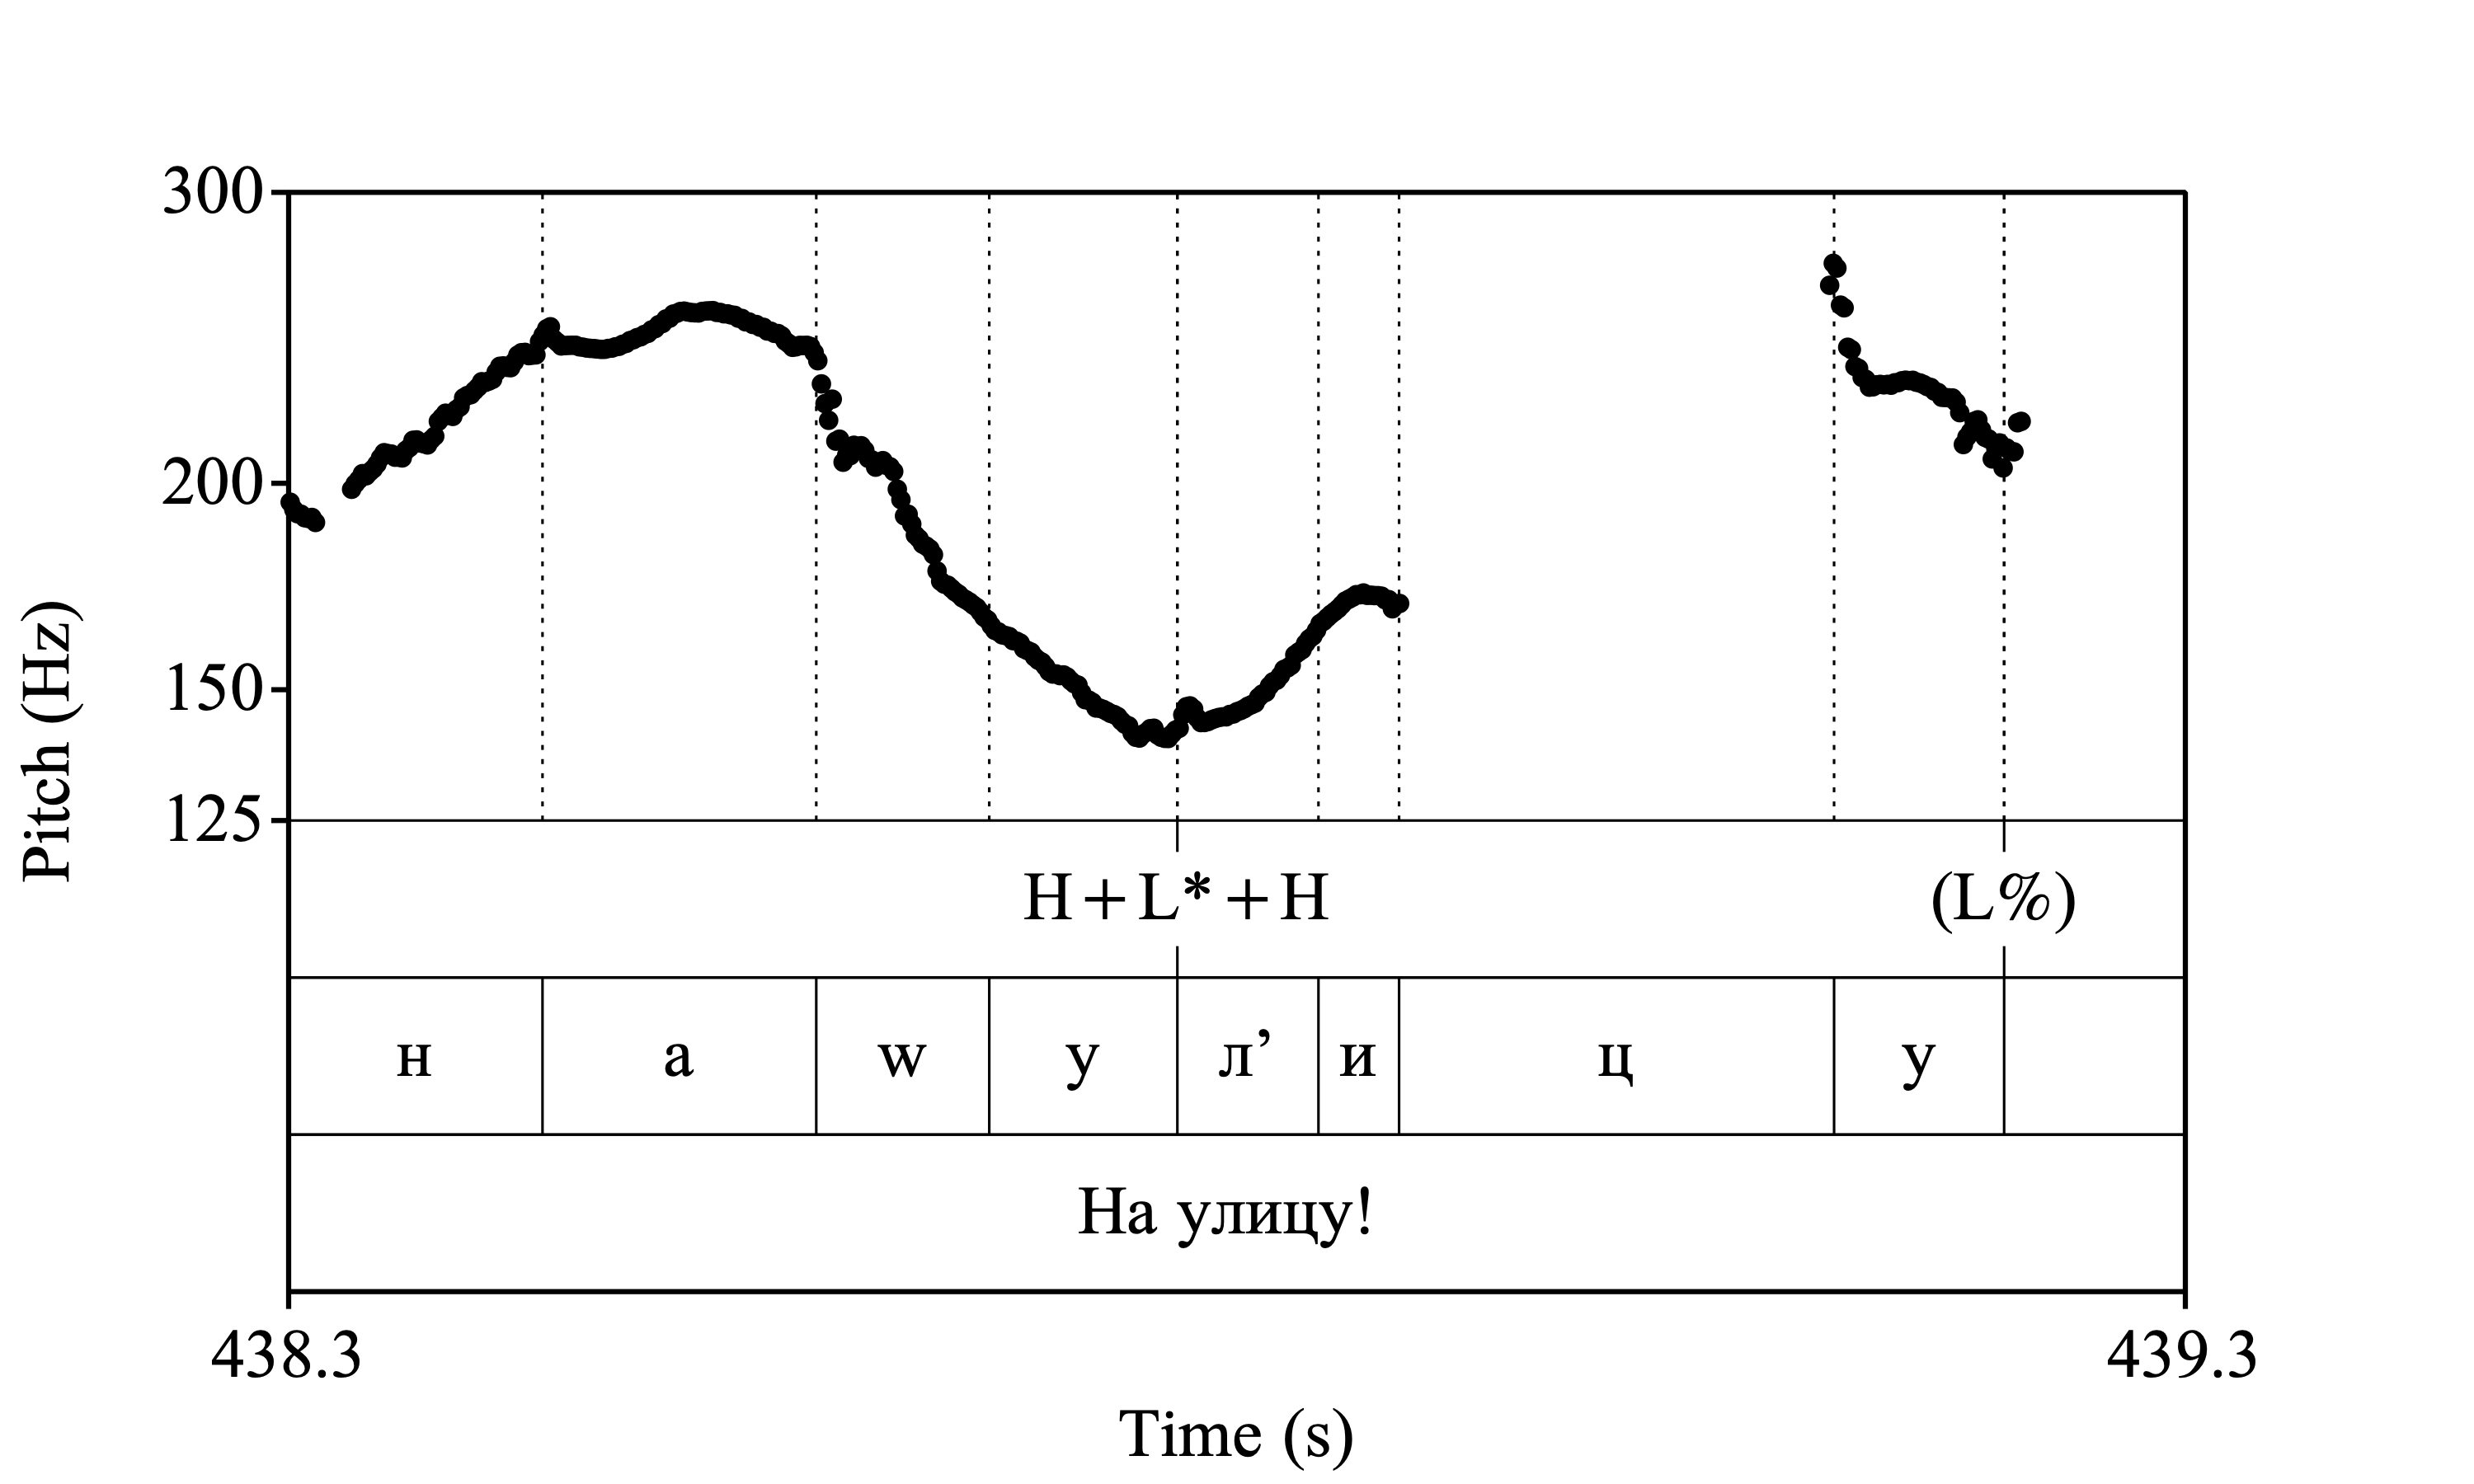 300
200
150
125
Pitch (Hz)
H+L*+H (L%)
н а w у л’ и ц у
На улицу!
438.3 439.3
Time (s)